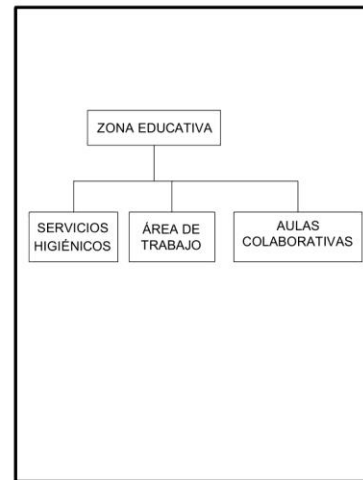 ZONA EDUCATIVA
SERVICIOS
HIGIÉNICOS
ÁREA DE
TRABAJO
AULAS
COLABORATIVAS